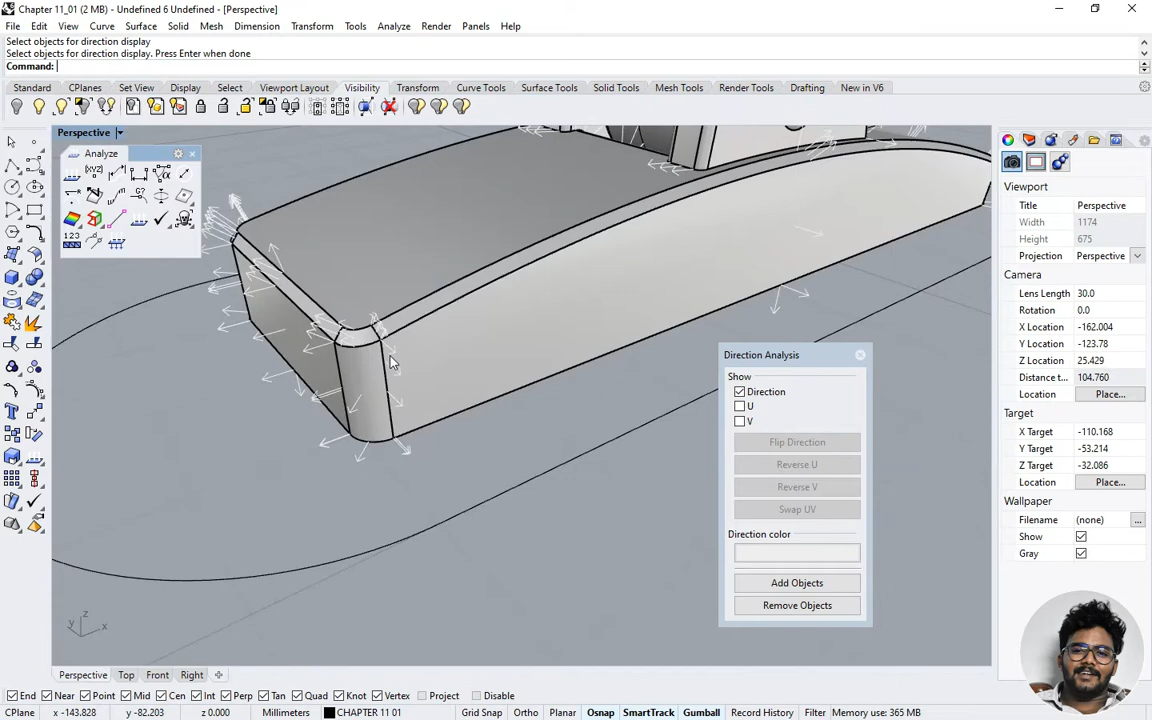 Chapter 11_01 (2 MB) - Undefined 6 Undefined - [Perspective]
File Edit View Curve Surface Solid Mesh Dimension Transform Tools Analyze Render Panels Help
Select objects for direction display
Select objects for direction display. Press Enter when done
Command:
Standard CPlanes Set View Display Select Viewport Layout Visibility Transform Curve Tools Surface Tools Solid Tools Mesh Tools Render Tools Drafting New in V6
Perspective
Analyze
Viewport
Title Perspective
Width 1174
Height 675
Projection Perspective
Camera
Lens Length 30.0
Rotation 0.0
X Location -162.004
Y Location -123.78
Z Location 25.429
Distance t... 104.760
Location Place...
Target
X Target -110.168
Y Target -53.214
Z Target -32.086
Location Place...
Wallpaper
Filename (none) ...
Show
Gray
Direction Analysis
Show
Direction
U
V
Flip Direction
Reverse U
Reverse V
Swap UV
Direction color
Add Objects
Remove Objects
z
y x
Perspective Top Front Right
End Near Point Mid Cen Int Perp Tan Quad Knot Vertex Project Disable
CPlane x -143.828 y -82.203 z 0.000 Millimeters CHAPTER 11 01 Grid Snap Ortho Planar Osnap SmartTrack Gumball Record History Filter Memory use: 365 MB